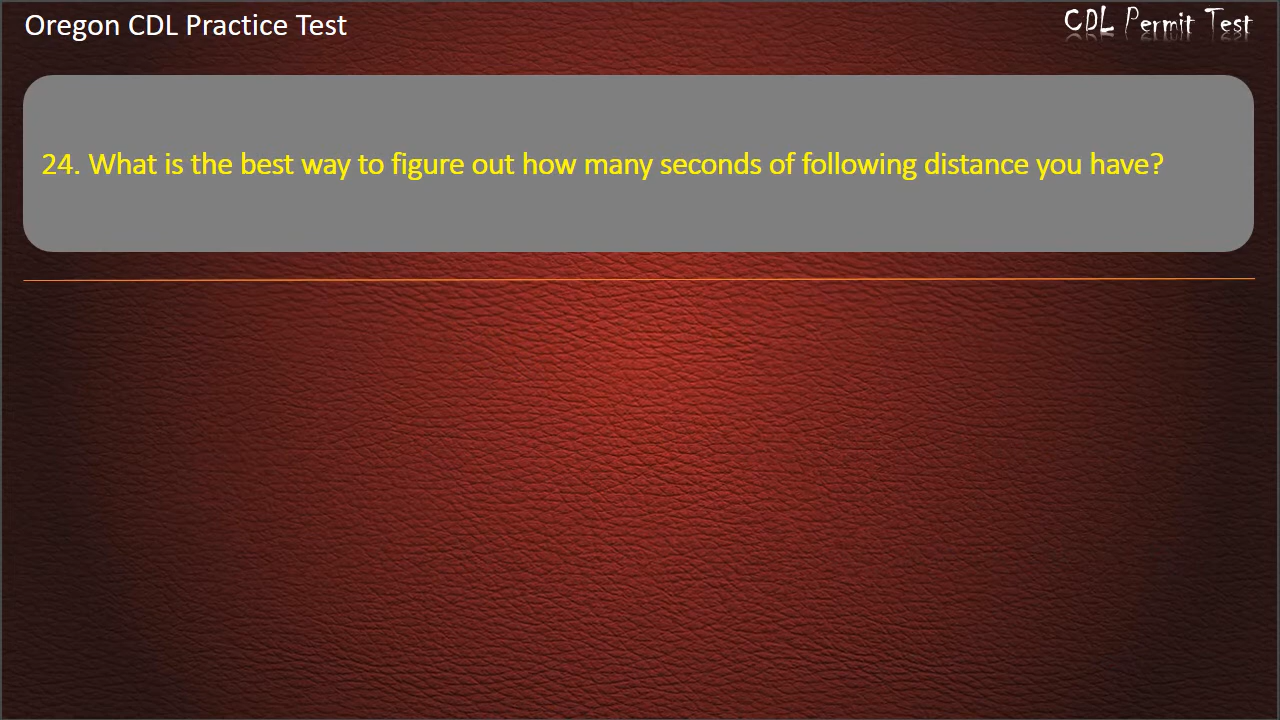 Oregon CDL Practice Test
CDL Permit Test
24. What is the best way to figure out how many seconds of following distance you have?